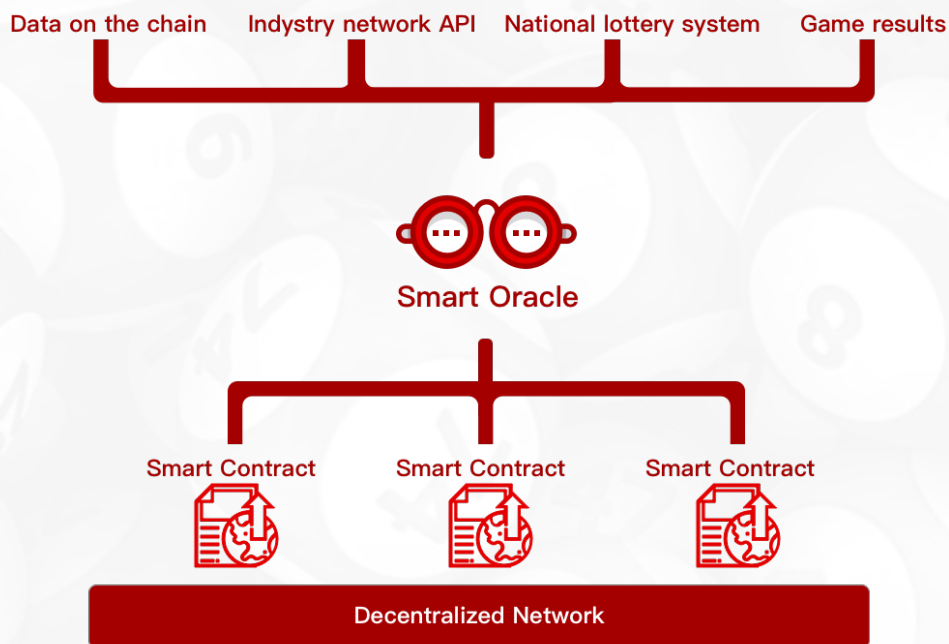 Data on the chain
Indystry network API
National lottery system
Game results
Smart Oracle
Smart Contract
Smart Contract
Smart Contract
Decentralized Network